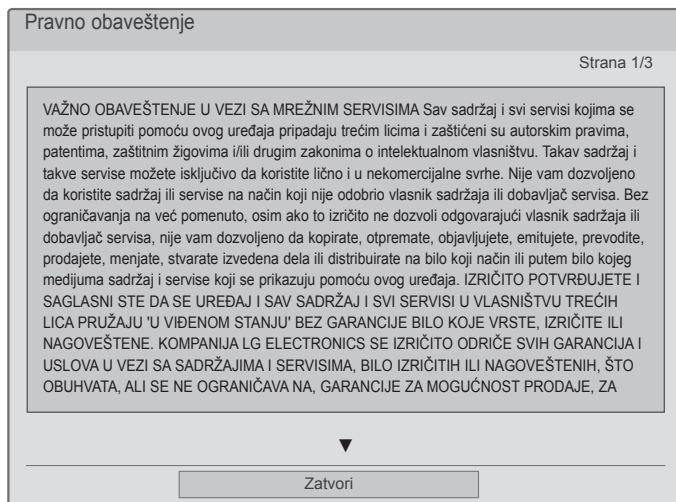 Pravno obaveštenje
Strana 1/3
VAŽNO OBAVEŠTENJE U VEZI SA MREŽNIM SERVISIMA Sav sadržaj i svi servisi kojima se
može pristupiti pomoću ovog uređaja pripadaju trećim licima i zaštićeni su autorskim pravima,
patentima, zaštitnim žigovima i/ili drugim zakonima o intelektualnom vlasništvu. Takav sadržaj i
takve servise možete isključivo da koristite lično i u nekomercijalne svrhe. Nije vam dozvoljeno
da koristite sadržaj ili servise na način koji nije odobrio vlasnik sadržaja ili dobavljač servisa. Bez
ograničavanja na već pomenuto, osim ako to izričito ne dozvoli odgovarajući vlasnik sadržaja ili
dobavljač servisa, nije vam dozvoljeno da kopirate, otpremate, objavljujete, emitujete, prevodite,
prodajete, menjate, stvarate izvedena dela ili distribuirate na bilo koji način ili putem bilo kojeg
medijuma sadržaj i servise koji se prikazuju pomoću ovog uređaja. IZRIČITO POTVRĐUJETE I
SAGLASNI STE DA SE UREĐAJ I SAV SADRŽAJ I SVI SERVISI U VLASNIŠTVU TREĆIH
LICA PRUŽAJU 'U VIĐENOM STANJU' BEZ GARANCIJE BILO KOJE VRSTE, IZRIČITE ILI
NAGOVEŠTENE. KOMPANIJA LG ELECTRONICS SE IZRIČITO ODRIČE SVIH GARANCIJA I
USLOVA U VEZI SA SADRŽAJIMA I SERVISIMA, BILO IZRIČITIH ILI NAGOVEŠTENIH, ŠTO
OBUHVATA, ALI SE NE OGRANIČAVA NA, GARANCIJE ZA MOGUĆNOST PRODAJE, ZA
▼
Zatvori